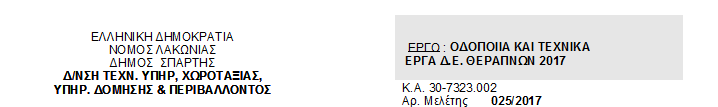 ΕΛΛΗΝΙΚΗ ΔΗΜΟΚΡΑΤΙΑ
ΝΟΜΟΣ ΛΑΚΩΝΙΑΣ
ΔΗΜΟΣ ΣΠΑΡΤΗΣ
Δ/ΝΣΗ ΤΕΧΝ. ΥΠΗΡ, ΧΩΡΟΤΑΞΙΑΣ,
ΥΠΗΡ. ΔΟΜΗΣΗΣ & ΠΕΡΙΒΑΛΛΟΝΤΟΣ
ΕΡΓΩ : ΟΔΟΠΟΙΙΑ ΚΑΙ ΤΕΧΝΙΚΑ
ΕΡΓΑ Δ.Ε. ΘΕΡΑΠΝΩΝ 2017
Κ.Α. 30-7323.002
Αρ. Μελέτης 025/2017